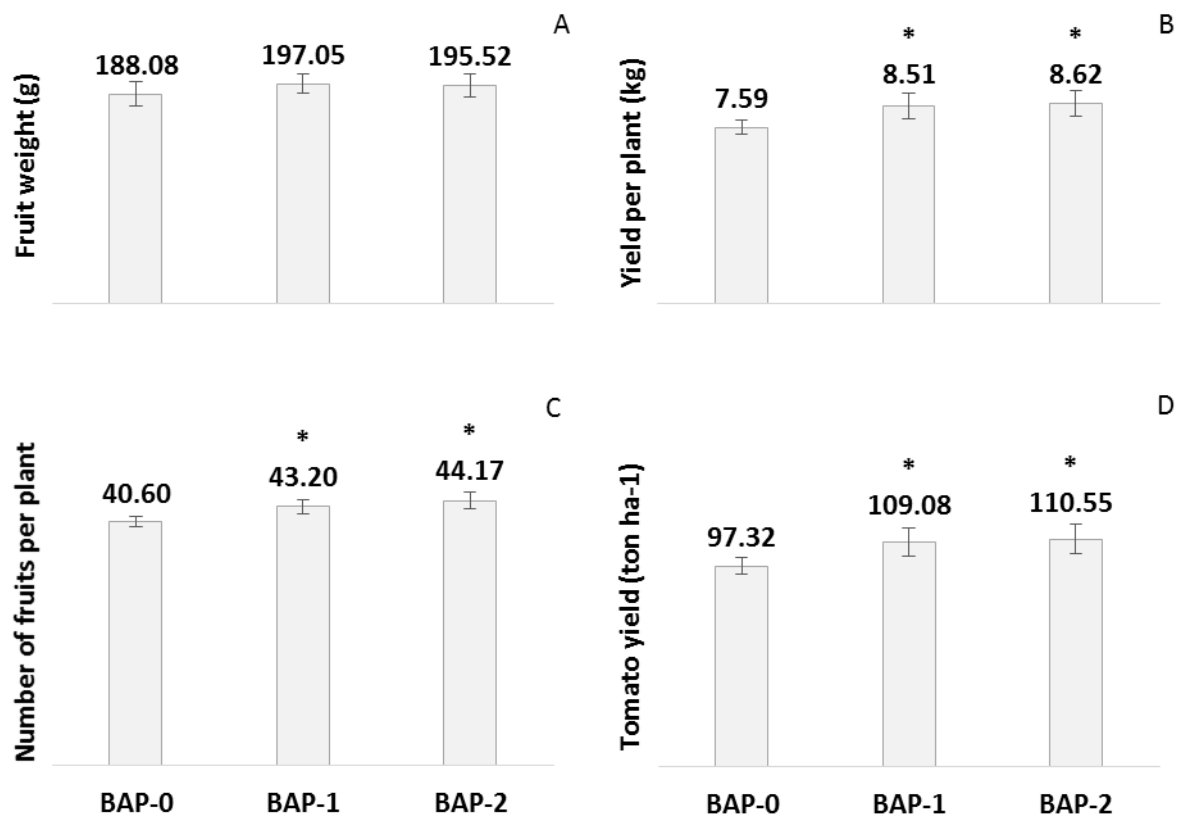 A
Fruit weight (g)
188.08
197.05
195.52
B
Yield per plant (kg)
* *
7.59
8.51
8.62
C
Number of fruits per plant
* *
40.60
43.20
44.17
BAP-0 BAP-1 BAP-2
D
Tomato yield (ton ha-1)
* *
97.32
109.08
110.55
BAP-0 BAP-1 BAP-2